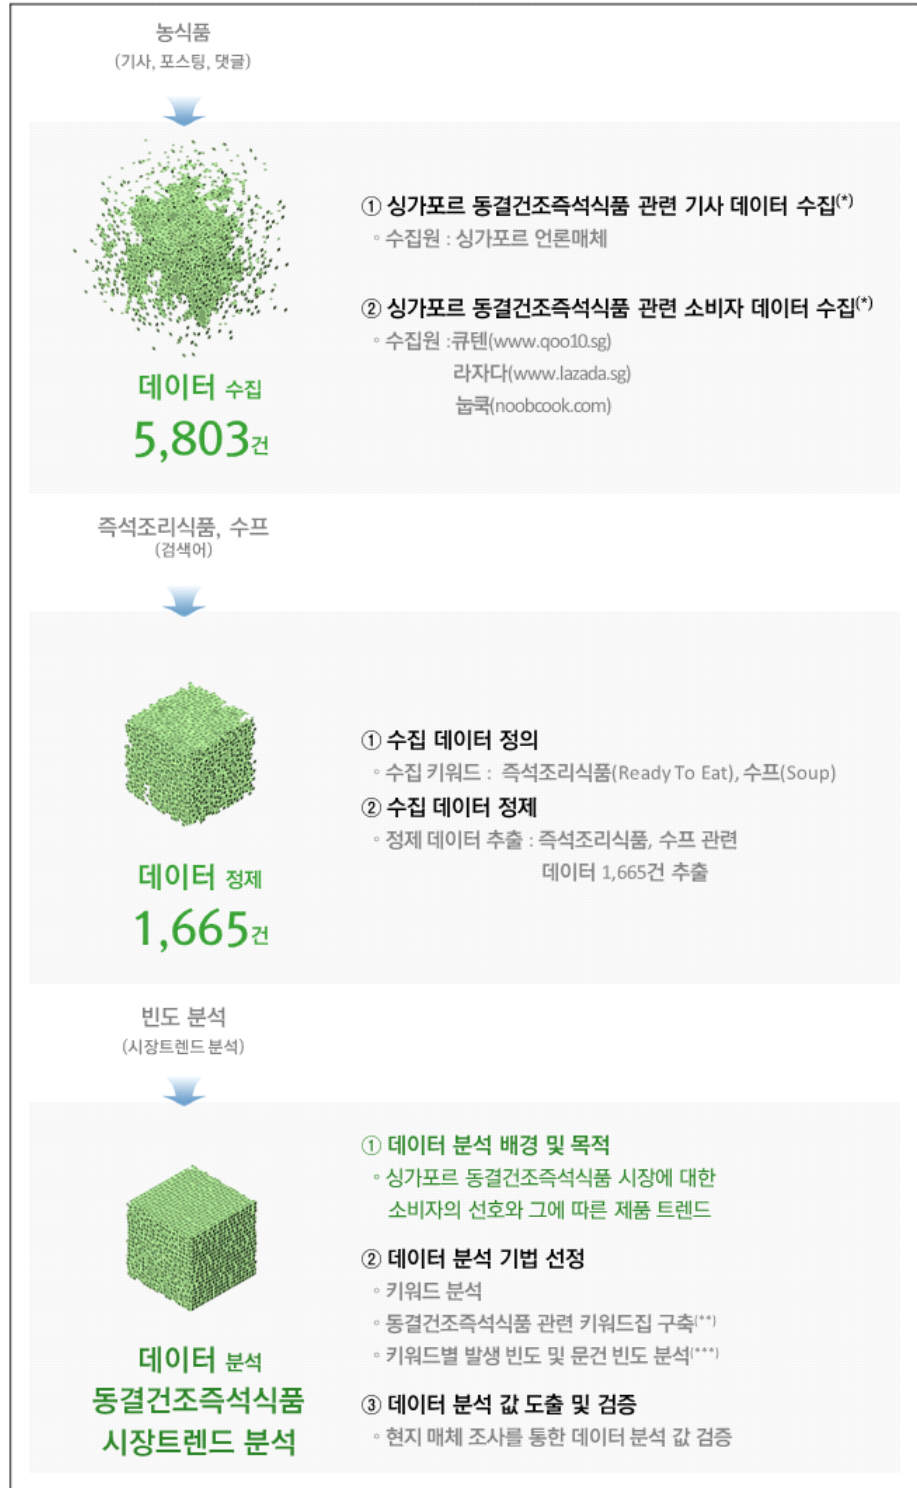 농식품
(기사, 포스팅, 댓글)
① 싱가포르 동결건조즉석식품 관련 기사 데이터 수집(*)
◦ 수집원 : 싱가포르 언론매체
② 싱가포르 동결건조즉석식품 관련 소비자 데이터 수집(*)
◦ 수집원 :큐텐(www.qoo10.sg)
라자다(www.lazada.sg)
눕쿡(noobcook.com)
데이터 수집
5,803건
즉석조리식품, 수프
(검색어)
① 수집 데이터 정의
◦ 수집 키워드 : 즉석조리식품(Ready To Eat), 수프(Soup)
② 수집 데이터 정제
◦ 정제 데이터 추출 : 즉석조리식품, 수프 관련
데이터 1,665건 추출
데이터 정제
1,665건
빈도 분석
(시장트렌드 분석)
① 데이터 분석 배경 및 목적
◦ 싱가포르 동결건조즉석식품 시장에 대한
소비자의 선호와 그에 따른 제품 트렌드
② 데이터 분석 기법 선정
◦ 키워드 분석
◦ 동결건조즉석식품 관련 키워드집 구축(**)
◦ 키워드별 발생 빈도 및 문건 빈도 분석(***)
③ 데이터 분석 값 도출 및 검증
◦ 현지 매체 조사를 통한 데이터 분석 값 검증
데이터 분석
동결건조즉석식품
시장트렌드 분석